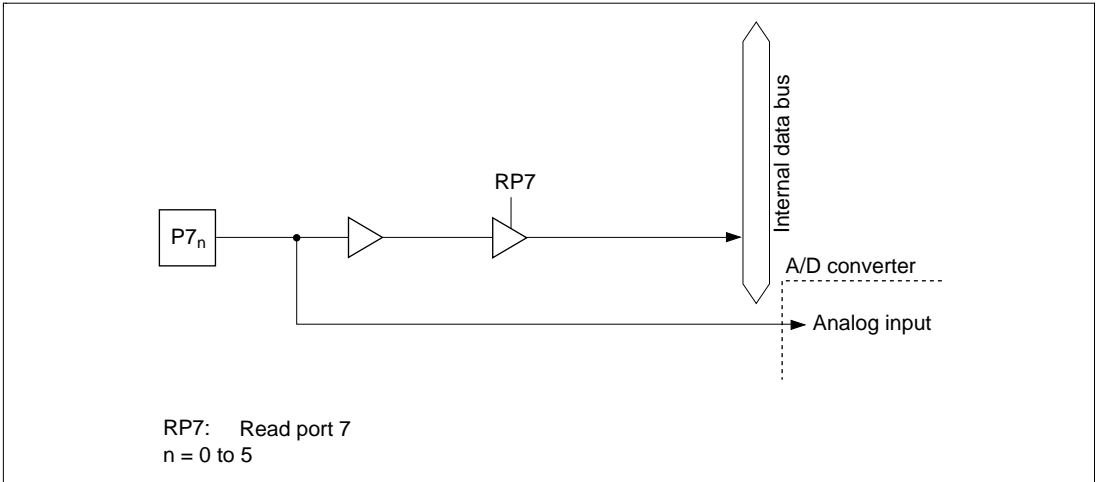 RP7
P7n
Internal data bus
A/D converter
Analog input
RP7: Read port 7
n = 0 to 5